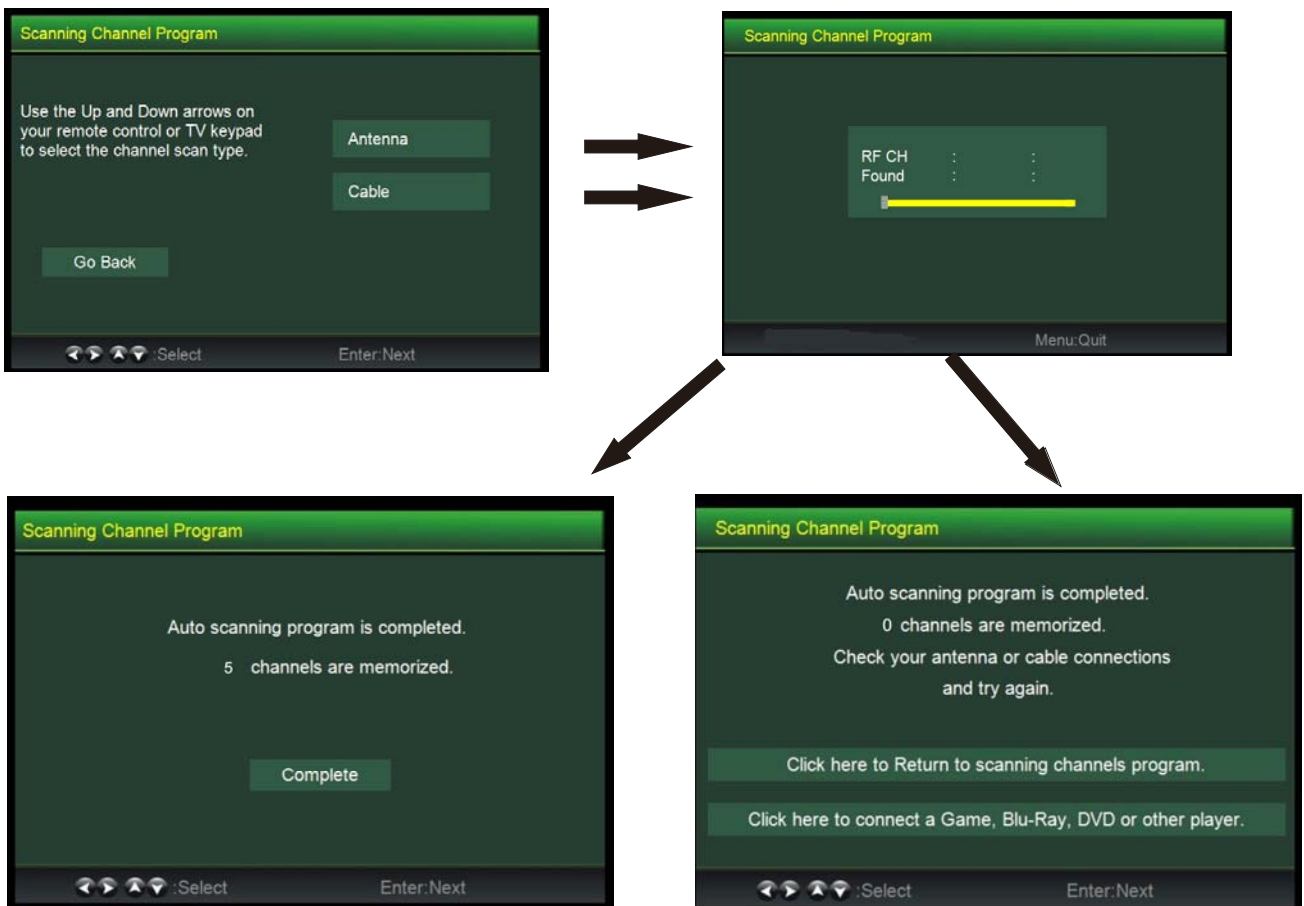 Scanning Channel Program
Use the Up and Down arrows on
your remote control or TV keypad
to select the channel scan type.
Antenna
Cable
Go Back
:Select
Enter:Next
Scanning Channel Program
RF CH : :
Found : :
Menu:Quit
Scanning Channel Program
Auto scanning program is completed.
5 channels are memorized.
Complete
:Select
Enter:Next
Scanning Channel Program
Auto scanning program is completed.
0 channels are memorized.
Check your antenna or cable connections
and try again.
Click here to Return to scanning channels program.
Click here to connect a Game, Blu-Ray, DVD or other player.
:Select
Enter:Next